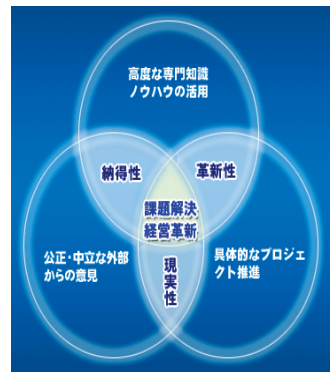 高度な専門知識
ノウハウの活用
納得性
革新性
課題解決
経営革新
公正・中立な外部
からの意見
現実性
具体的なプロジェ
クト推進